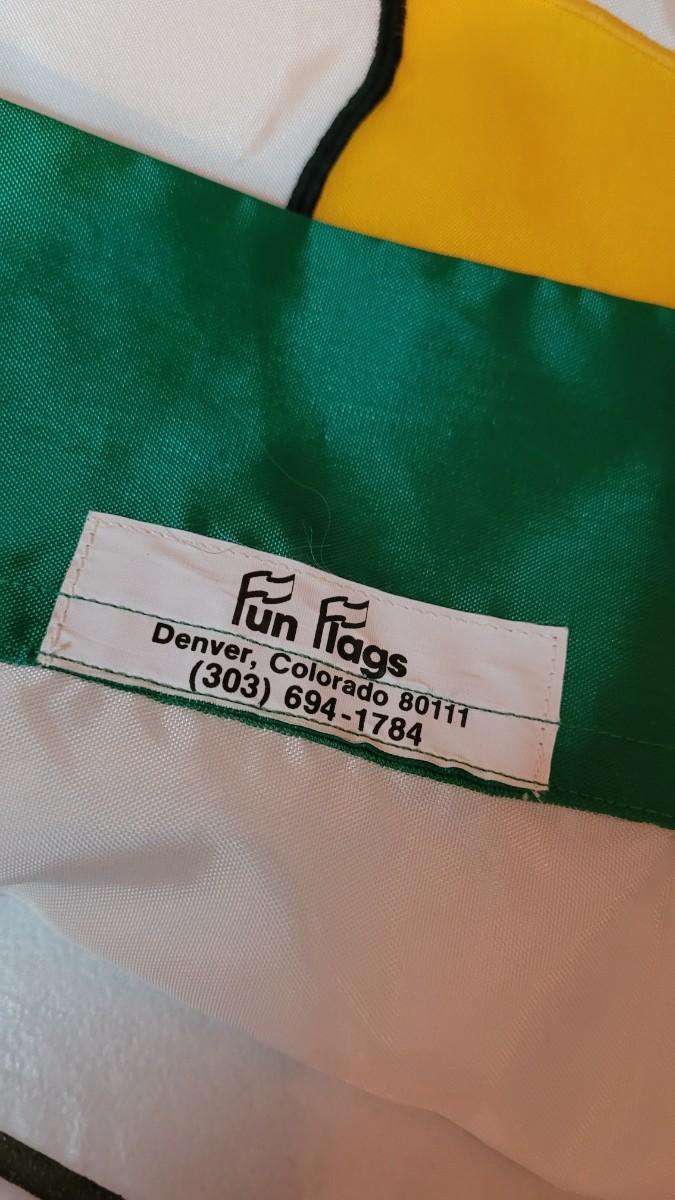 Fun Flags
Denver, Colorado 80111
(303) 694-1784